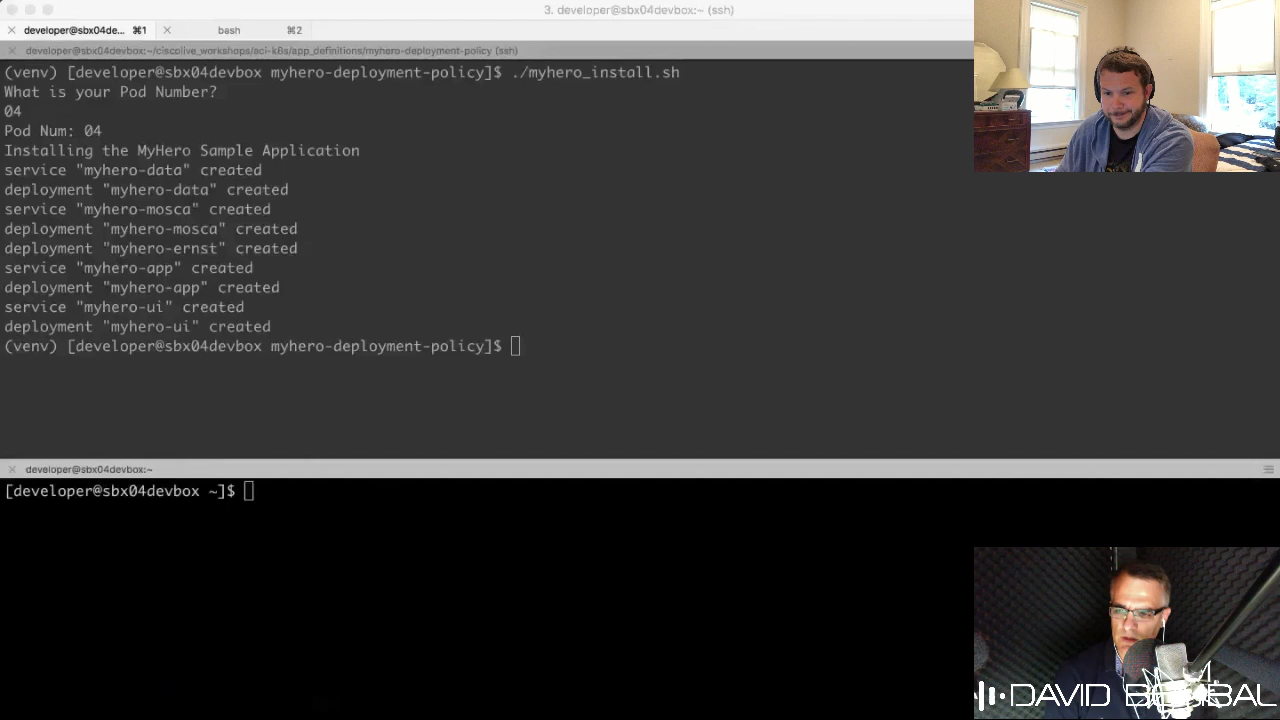 3. developer@sbx04devbox:~ (ssh)
developer@sbx04de... ⌘1
bash ⌘2
developer@sbx04devbox:~/ciscolive_workshops/aci-k8s/app_definitions/myhero-deployment-policy (ssh)
(venv) [developer@sbx04devbox myhero-deployment-policy]$ ./myhero_install.sh
What is your Pod Number?
04
Pod Num: 04
Installing the MyHero Sample Application
service "myhero-data" created
deployment "myhero-data" created
service "myhero-mosca" created
deployment "myhero-mosca" created
deployment "myhero-ernst" created
service "myhero-app" created
deployment "myhero-app" created
service "myhero-ui" created
deployment "myhero-ui" created
(venv) [developer@sbx04devbox myhero-deployment-policy]$
developer@sbx04devbox:~
[developer@sbx04devbox ~]$
DAVID BOMBAL